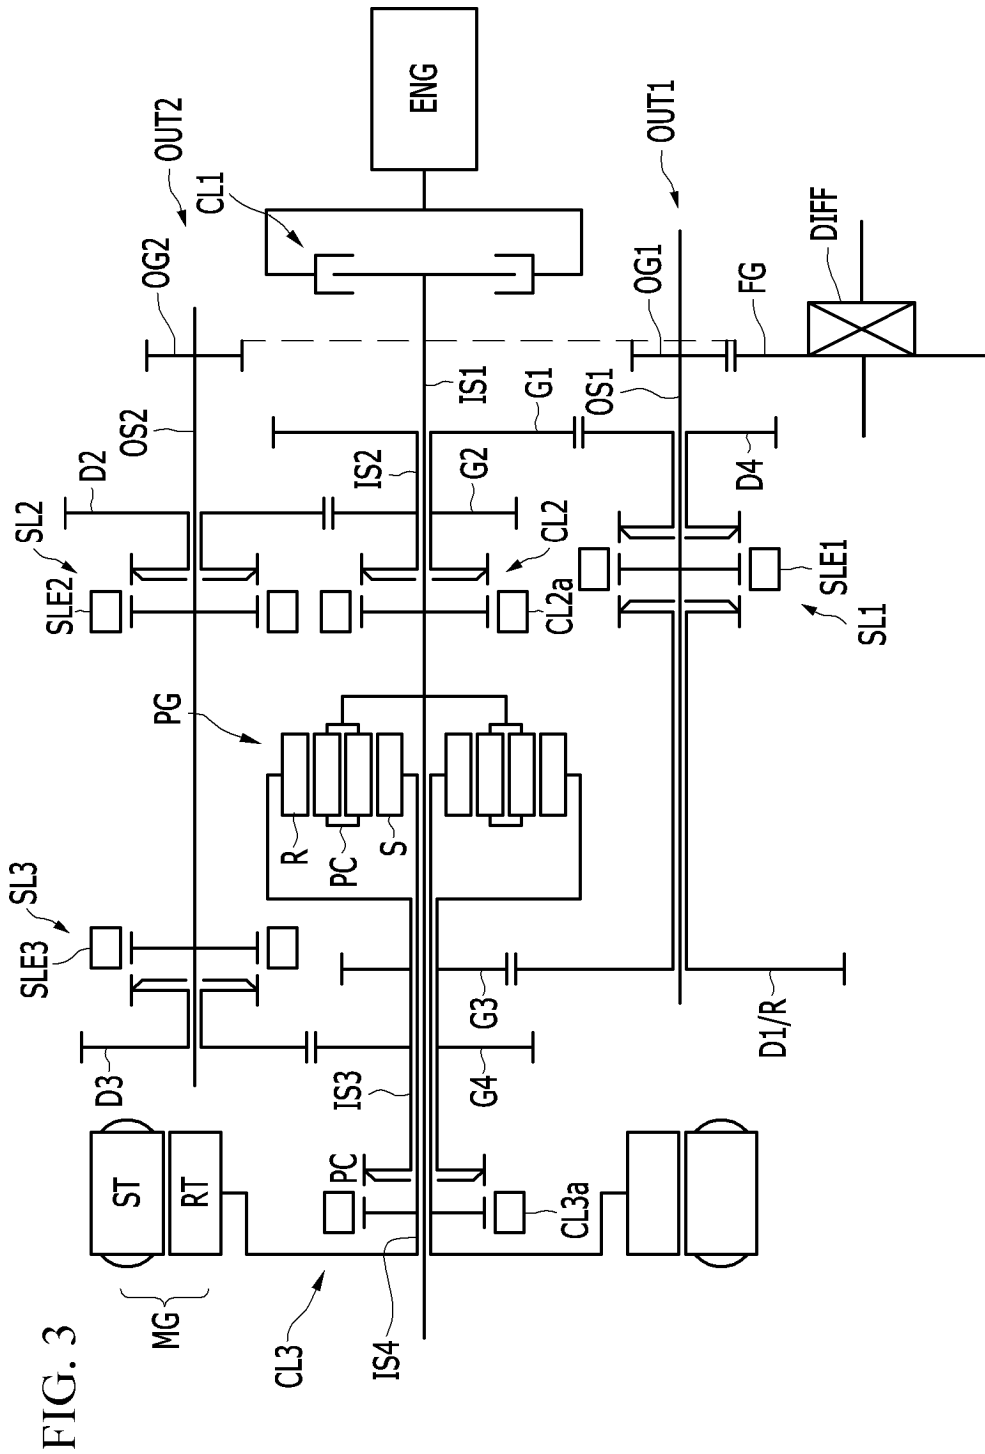 FIG. 3
MG
ST
RT
CL3
IS4
PC
CL3a
D3
IS3
G4
SLE3
SL3
G3
D1/R
R
PC
S
PG
SLE2
SL2
CL2a
CL2
SLE1
SL1
D2
IS2
G2
D4
OS2
IS1
G1
OS1
OG2
OG1
FG
DIFF
OUT2
CL1
OUT1
ENG